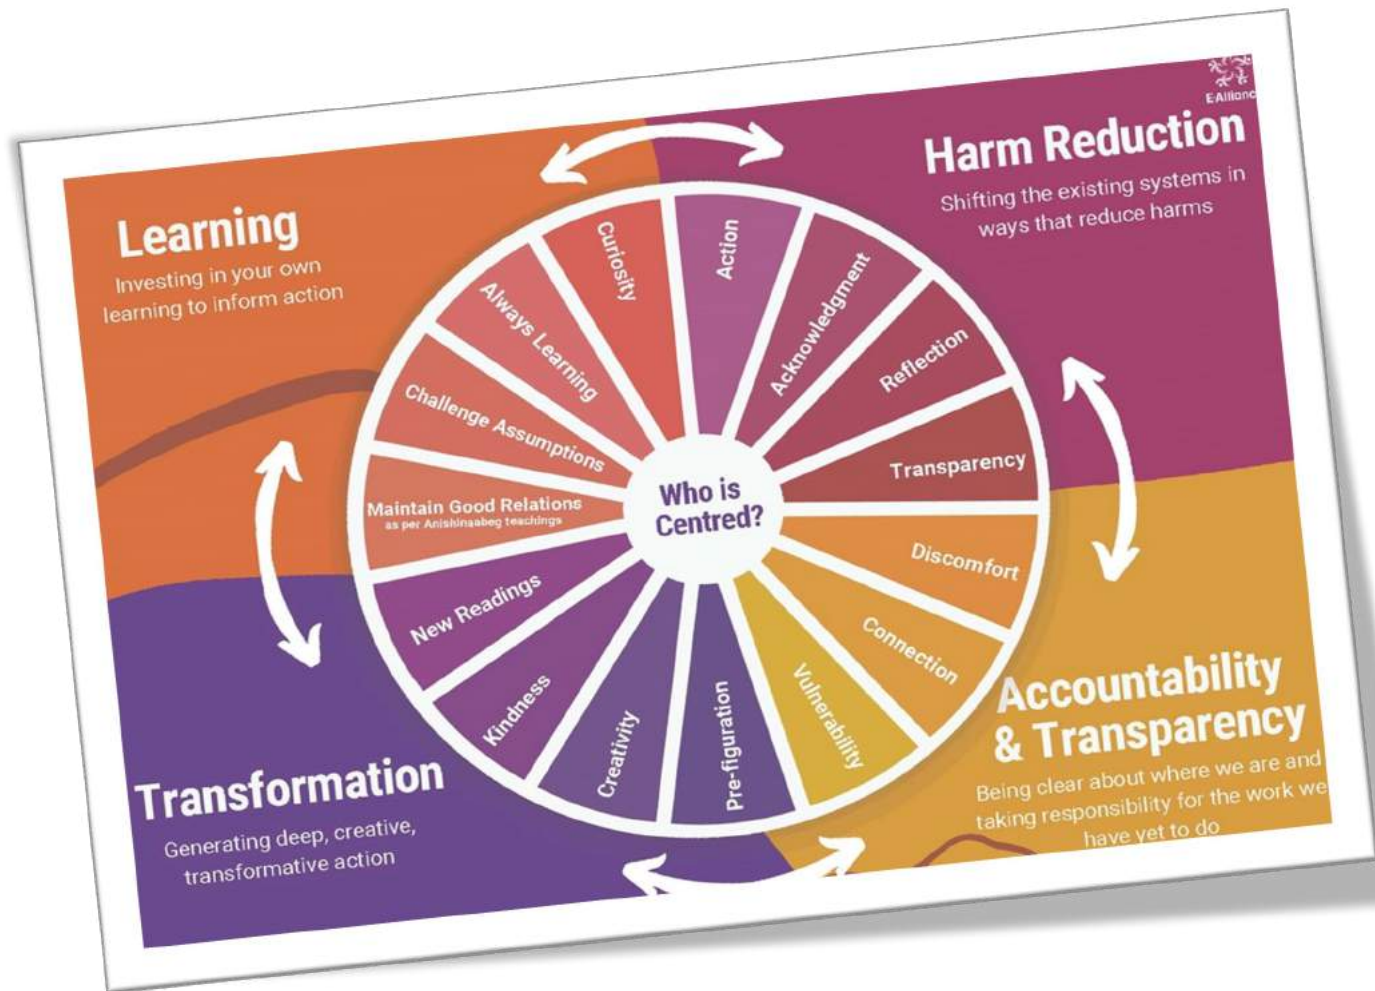 E-Alliance
Learning
Investing in your own
learning to inform action
Harm Reduction
Shifting the existing systems in
ways that reduce harms
Curiosity
Action
Acknowledgment
Reflection
Transparency
Discomfort
Connection
Vulnerability
Pre-figuration
Creativity
Kindness
New Readings
Maintain Good Relations
as per Anishinaabeg teachings
Challenge Assumptions
Always Learning
Who is
Centred?
Transformation
Generating deep, creative,
transformative action
Accountability
& Transparency
Being clear about where we are and
taking responsibility for the work we
have yet to do